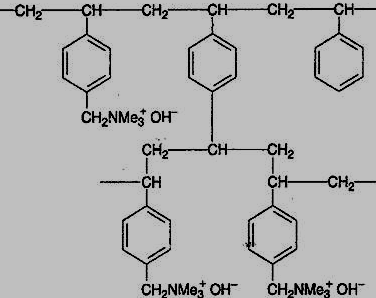 CH₂ CH CH₂ CH CH₂ CH
CH₂NMe₃⁺ OH⁻
CH₂ CH CH₂
CH CH CH₂
CH₂NMe₃⁺ OH⁻ CH₂NMe₃⁺ OH⁻